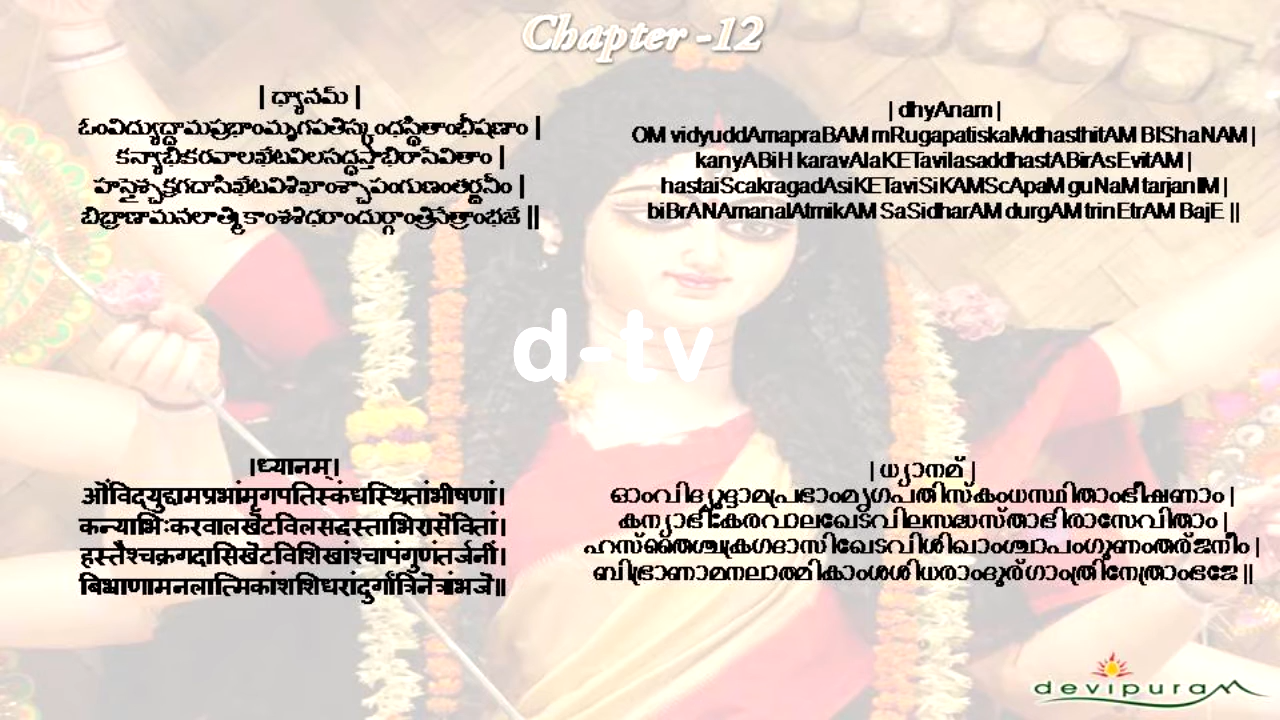 Chapter -12
| ధ్యానమ్ |
ఓంవిద్యుద్దామప్రభాంమృగపతిస్కంధస్థితాంభీషణాం |
కన్యాభికరవాలఖేటవిలసద్ధస్తాభిరాసేవితాం |
హస్తైశ్చక్రగదాసిఖేటవిశిఖాంశ్చాపంగుణంతర్జనీం |
బిభ్రాణామనలాత్మికాంశశిధరాందుర్గాంత్రినేత్రాంభజే ||
| dhyAnam |
OM vidyuddAmapraBAM mRugapatiskaMdhasthitAM BIShaNAM |
kanyABiH karavAlaKETavilasaddhastABirAsEvitAM |
hastaiScakragadAsiKETaviSiKAMScApaM guNaM tarjanIM |
biBrANAmanalAtmikAM SaSidharAM durgAM trinEtrAM BajE ||
d-tv
।ध्यानम्।
ओंविद्युद्दामप्रभांमृगपतिस्कंधस्थितांभीषणां।
कन्याभिःकरवालखॆटविलसद्दस्ताभिरासॆवितां।
हस्तैश्चक्रगदासिखॆटविशिखांश्चापंगुणंतर्जनीं।
बिभ्राणामनलात्मिकांशशिधरांदुर्गांत्रिनॆत्रांभजॆ॥
| ധ്യാനമ് |
ഓംവിദ്യുദ്ദാമപ്രഭാംമൃഗപതിസ്കംധസ്ഥിതാംഭീഷണാം |
കന്യാഭിഃകരവാലഖേടവിലസദ്ധസ്താഭിരാസേവിതാം |
ഹസ്തൈശ്ചക്രഗദാസിഖേടവിശിഖാംശ്ചാപംഗുണംതര്ജനീം |
ബിഭ്രാണാമനലാത്മികാംശശിധരാംദുര്ഗാംത്രിനേത്രാംഭജേ ||
devipuram